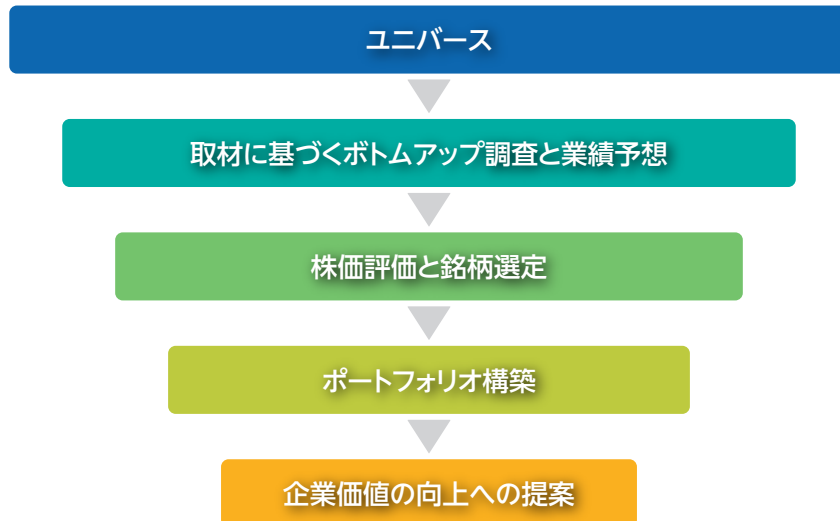 ユニバース
取材に基づくボトムアップ調査と業績予想
株価評価と銘柄選定
ポートフォリオ構築
企業価値の向上への提案